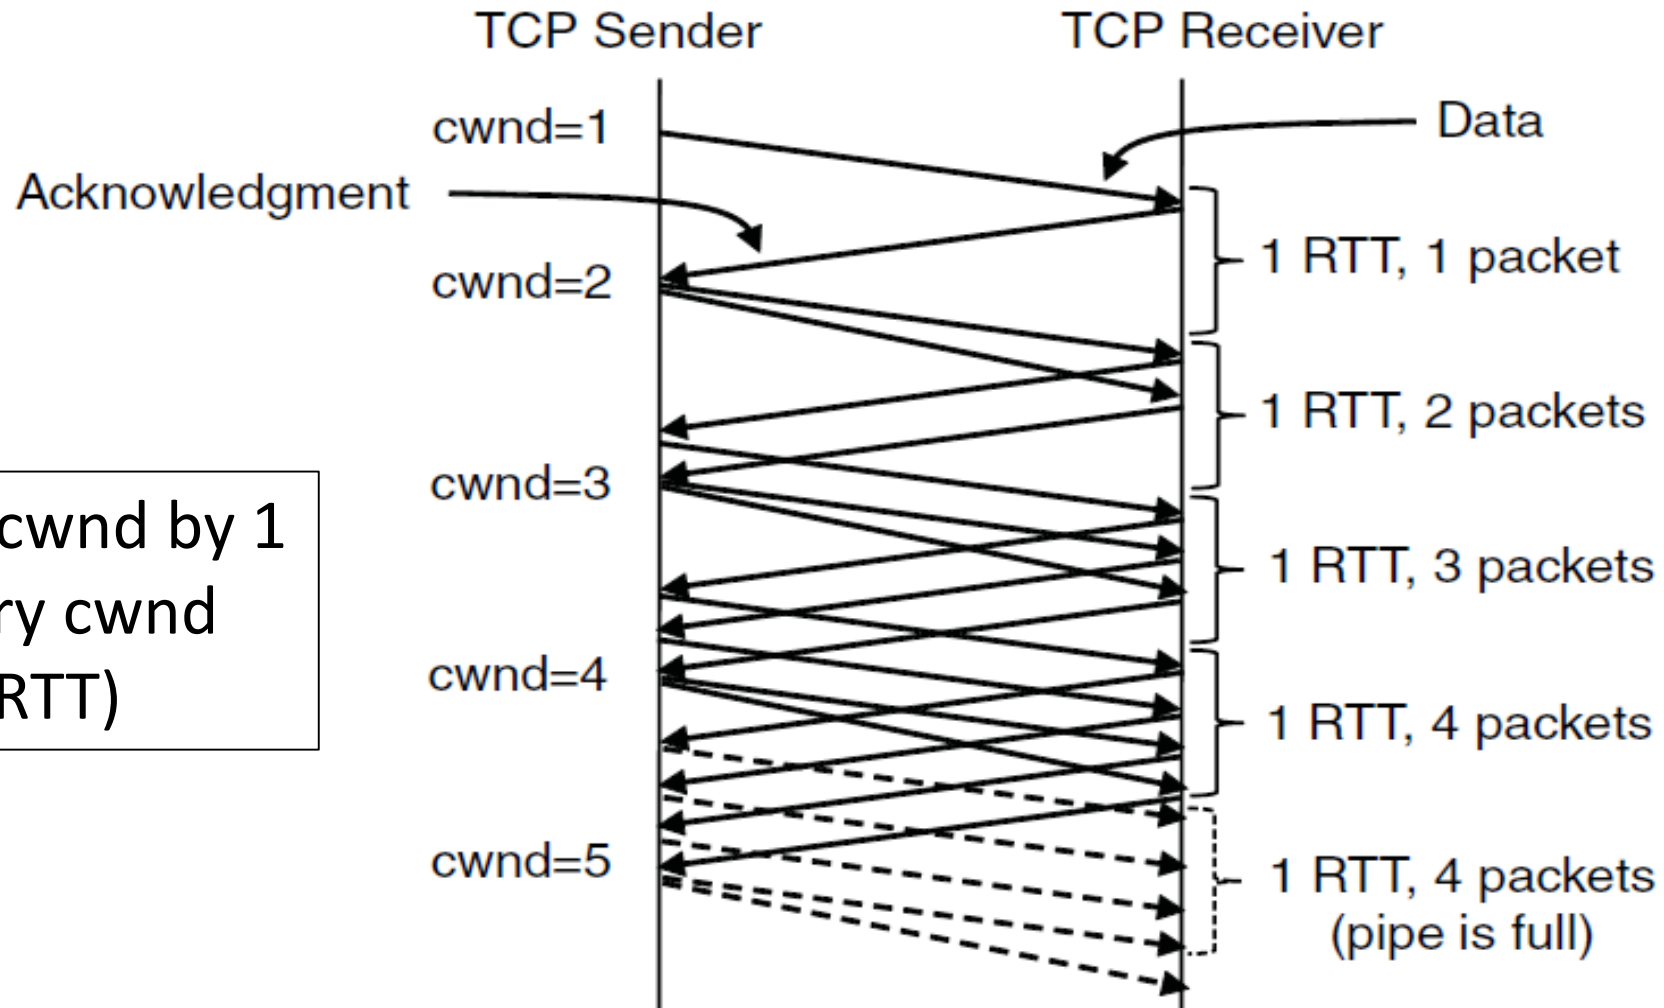 TCP Sender
TCP Receiver
cwnd=1
Data
Acknowledgment
1 RTT, 1 packet
cwnd=2
1 RTT, 2 packets
cwnd=3
cwnd by 1
ry cwnd
RTT)
1 RTT, 3 packets
cwnd=4
1 RTT, 4 packets
cwnd=5
1 RTT, 4 packets
(pipe is full)